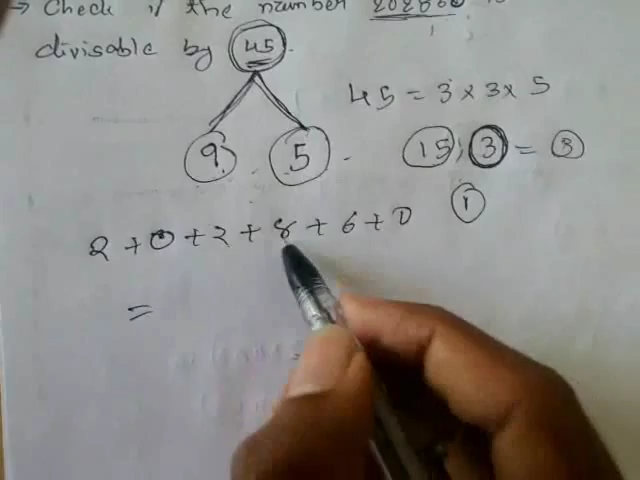 → Check if the number 202860 is
divisable by 45.
45 = 3 x 3 x 5
9 5 . 15, 3 = 3
1
2 + 0 + 2 + 8 + 6 + 0
=